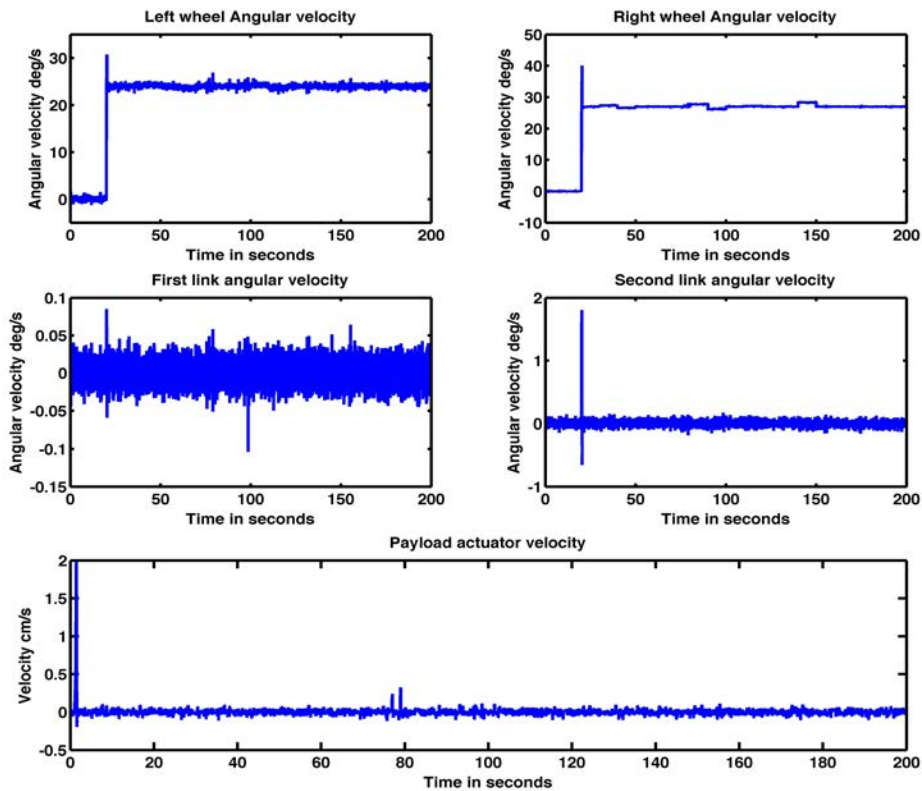 Left wheel Angular velocity
Angular velocity deg/s
30
20
10
0
0 50 100 150 200
Time in seconds
Right wheel Angular velocity
Angular velocity deg/s
50
40
30
20
10
0
-10
0 50 100 150 200
Time in seconds
First link angular velocity
Angular velocity deg/s
0.1
0.05
0
-0.05
-0.1
-0.15
0 50 100 150 200
Time in seconds
Second link angular velocity
Angular velocity deg/s
2
1
0
-1
0 50 100 150 200
Time in seconds
Payload actuator velocity
Velocity cm/s
2
1.5
1
0.5
0
-0.5
0 20 40 60 80 100 120 140 160 180 200
Time in seconds